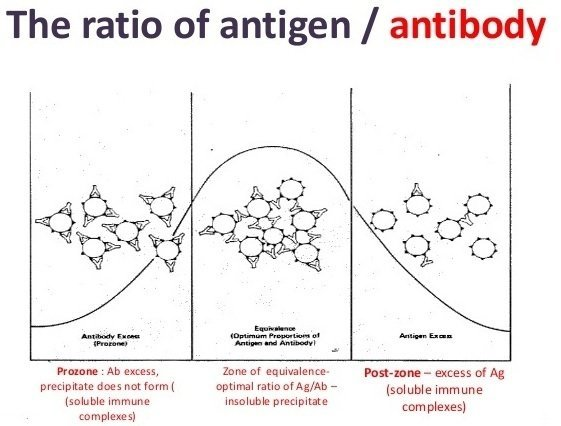 The ratio of antigen / antibody
Antibody Excess
(Prozone)
Equivalence
(Optimum Proportions of
Antigen and Antibody)
Antigen Excess
Prozone : Ab excess,
precipitate does not form (
(soluble immune
complexes)
Zone of equivalence-
optimal ratio of Ag/Ab –
insoluble precipitate
Post-zone – excess of Ag
(soluble immune
complexes)